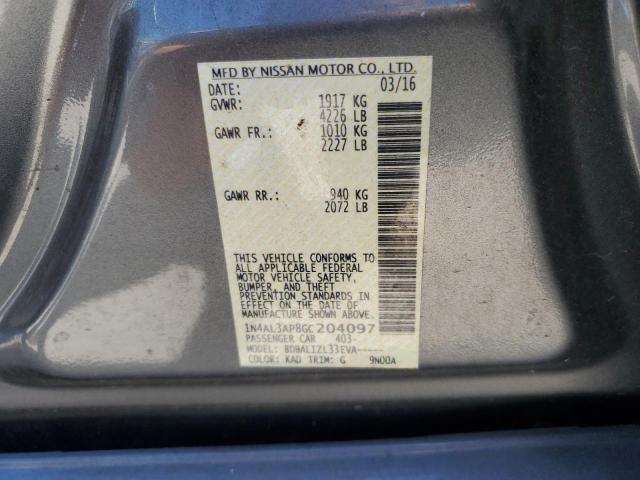 MFD BY NISSAN MOTOR CO., LTD.
DATE: 03/16
GVWR: 1917 KG
4226 LB
GAWR FR.: 1010 KG
2227 LB
GAWR RR.: 940 KG
2072 LB
THIS VEHICLE CONFORMS TO
ALL APPLICABLE FEDERAL
MOTOR VEHICLE SAFETY,
BUMPER, AND THEFT
PREVENTION STANDARDS IN
EFFECT ON THE DATE OF
MANUFACTURE SHOWN ABOVE.
1N4AL3AP8GC204097
PASSENGER CAR 403-
MODEL: BDBALIZL33EVA-----
COLOR: KAD TRIM: G 9N00A